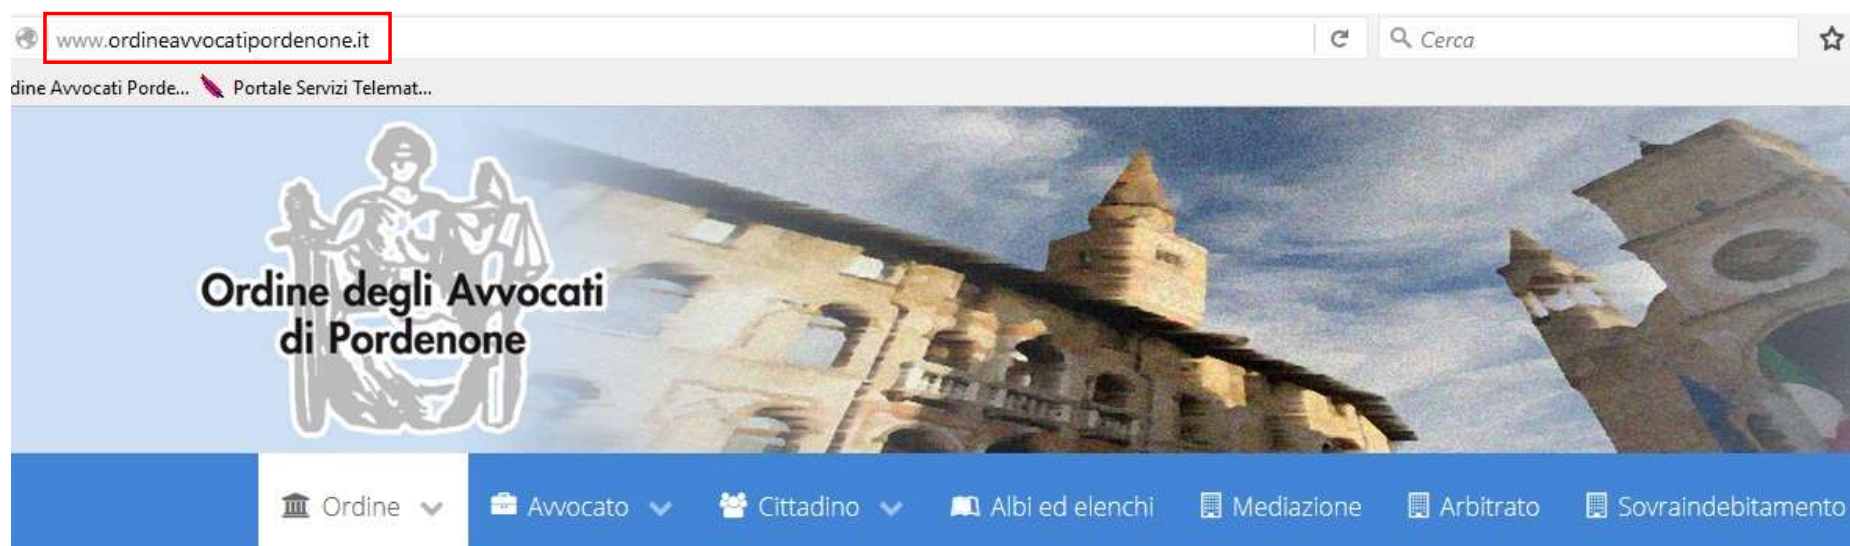 www.ordineavvocatipordenone.it
Cerca
dine Avvocati Porde... Portale Servizi Telemat...
Ordine degli Avvocati
di Pordenone
Ordine Avvocato Cittadino Albi ed elenchi Mediazione Arbitrato Sovraindebitamento